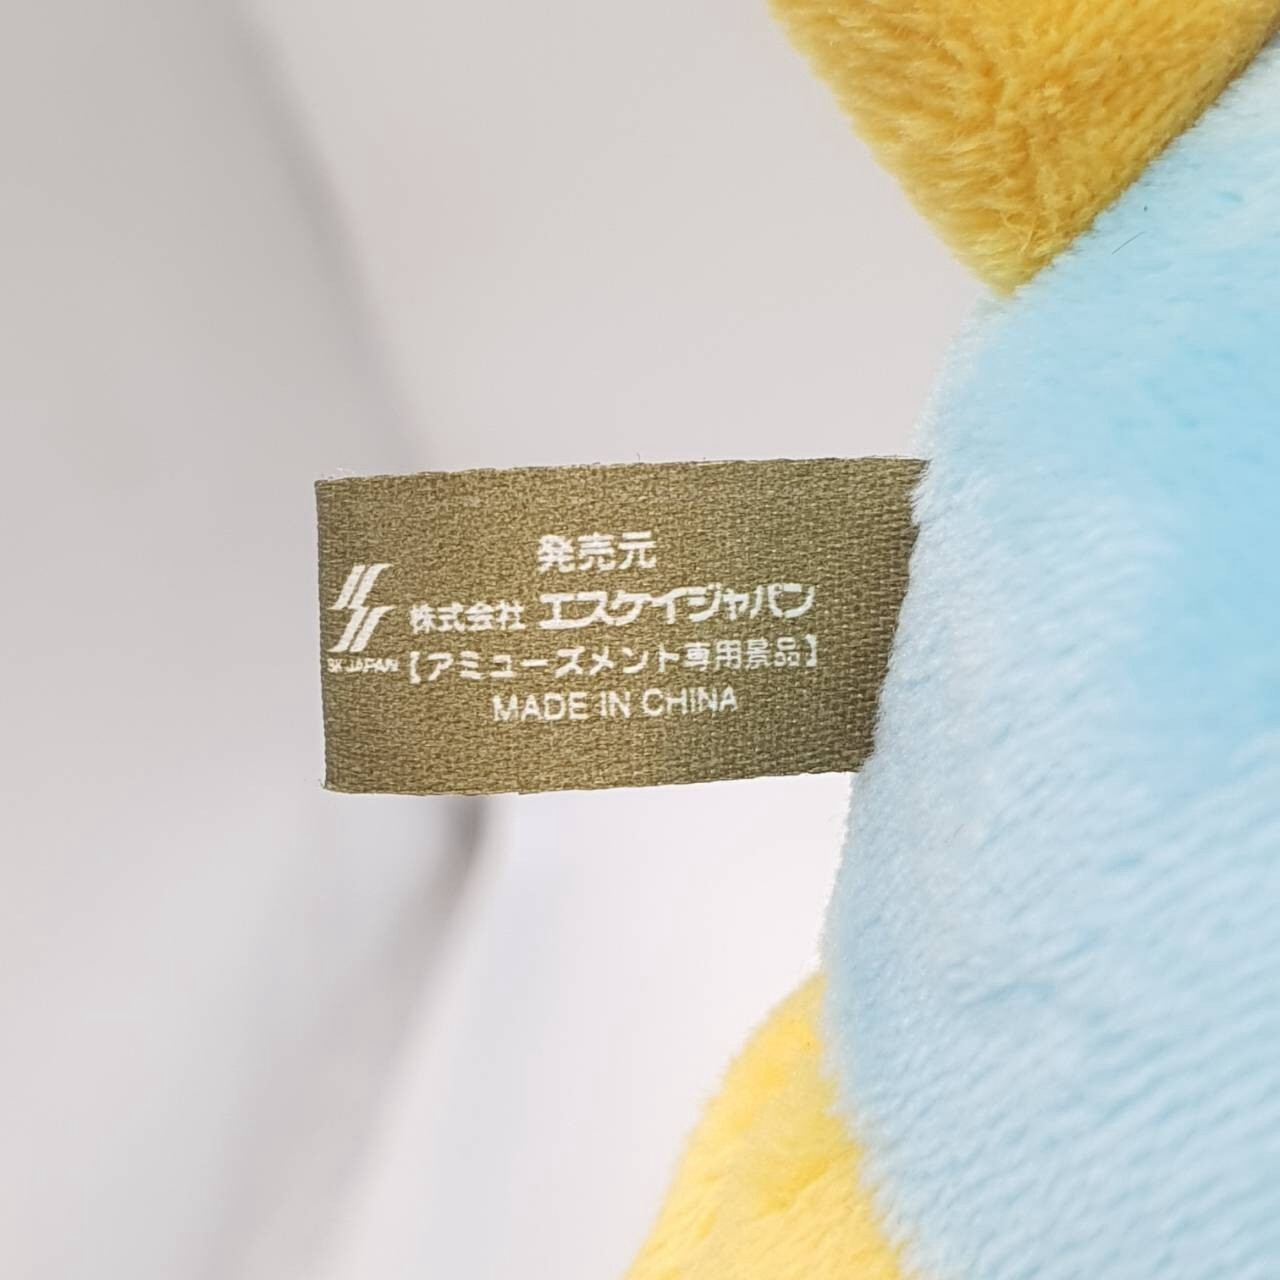 発売元
株式会社 エスケイジャパン
SK JAPAN
【アミューズメント専用景品】
MADE IN CHINA